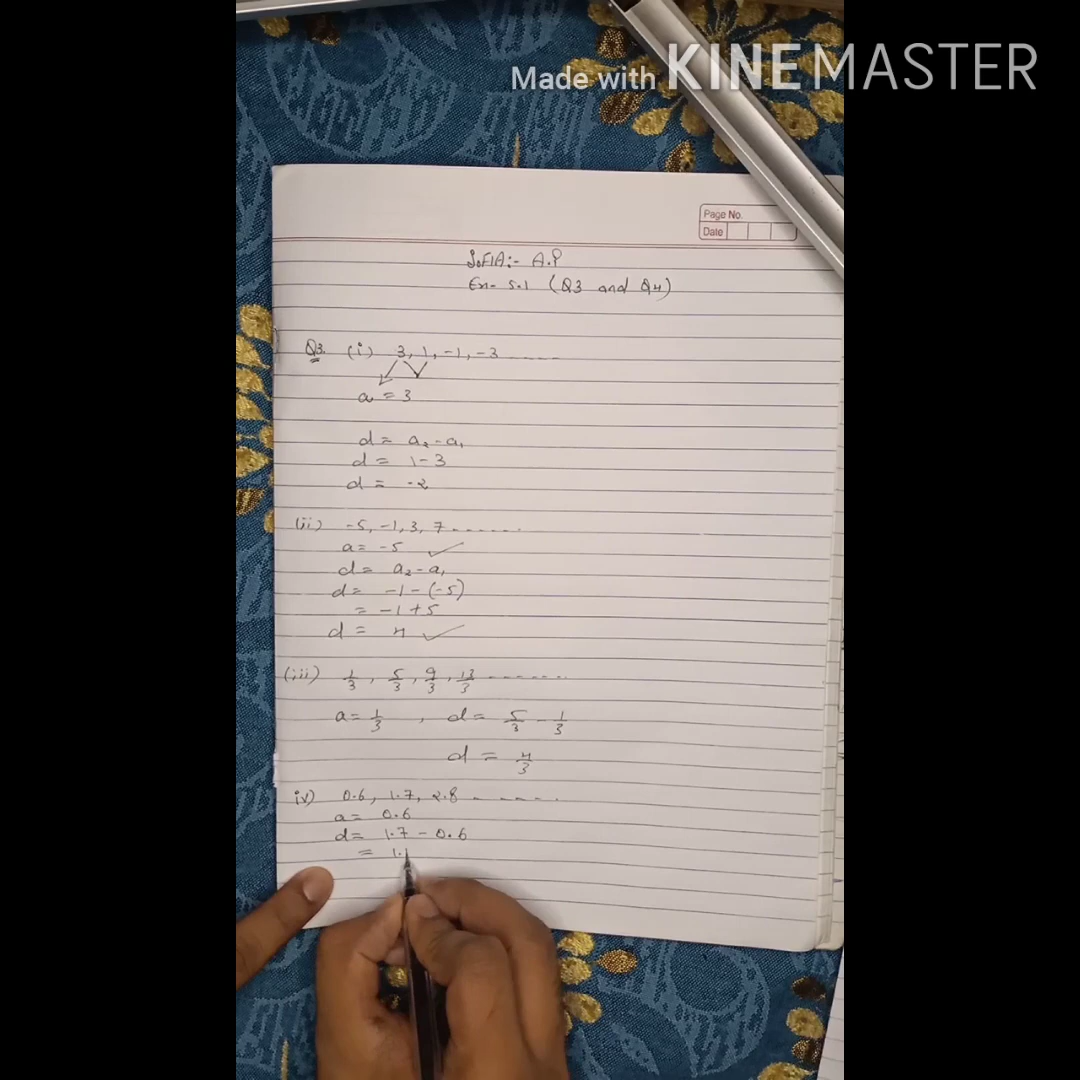 Made with KINEMASTER
Page No.
Date
A.P
Ex- 5.1 (Q3 and Q4)
Q3. (i) 3, 1, -1, -3 ----
a = 3
d = a₂ - a₁
d = 1 - 3
d = -2
(ii) -5, -1, 3, 7 ------
a = -5 ✓
d = a₂ - a₁
d = -1 - (-5)
= -1 + 5
d = 4 ✓
(iii) 1/3, 5/3, 9/3, 13/3 ------
a = 1/3 , d = 5/3 - 1/3
d = 4/3
iv) 0.6, 1.7, 2.8 -----
a = 0.6
d = 1.7 - 0.6
= 1.1